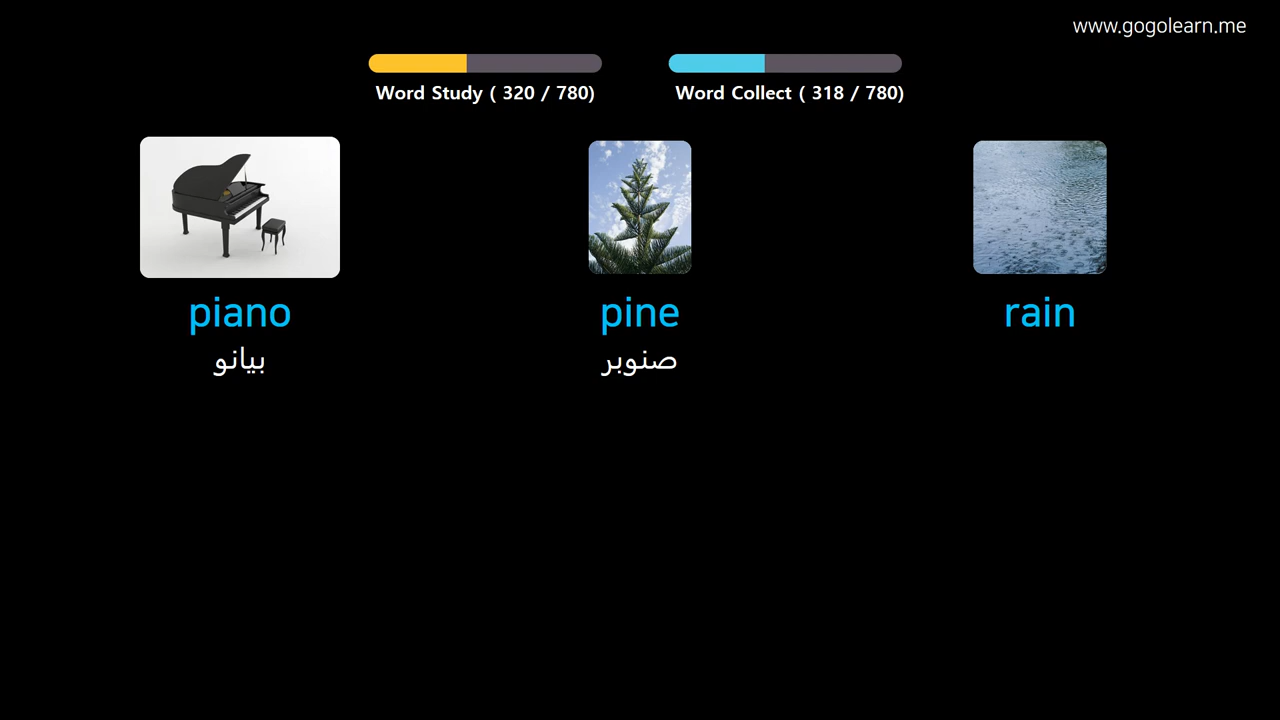 www.gogolearn.me
Word Study ( 320 / 780)
Word Collect ( 318 / 780)
piano
pine
rain
بيانو
صنوبر